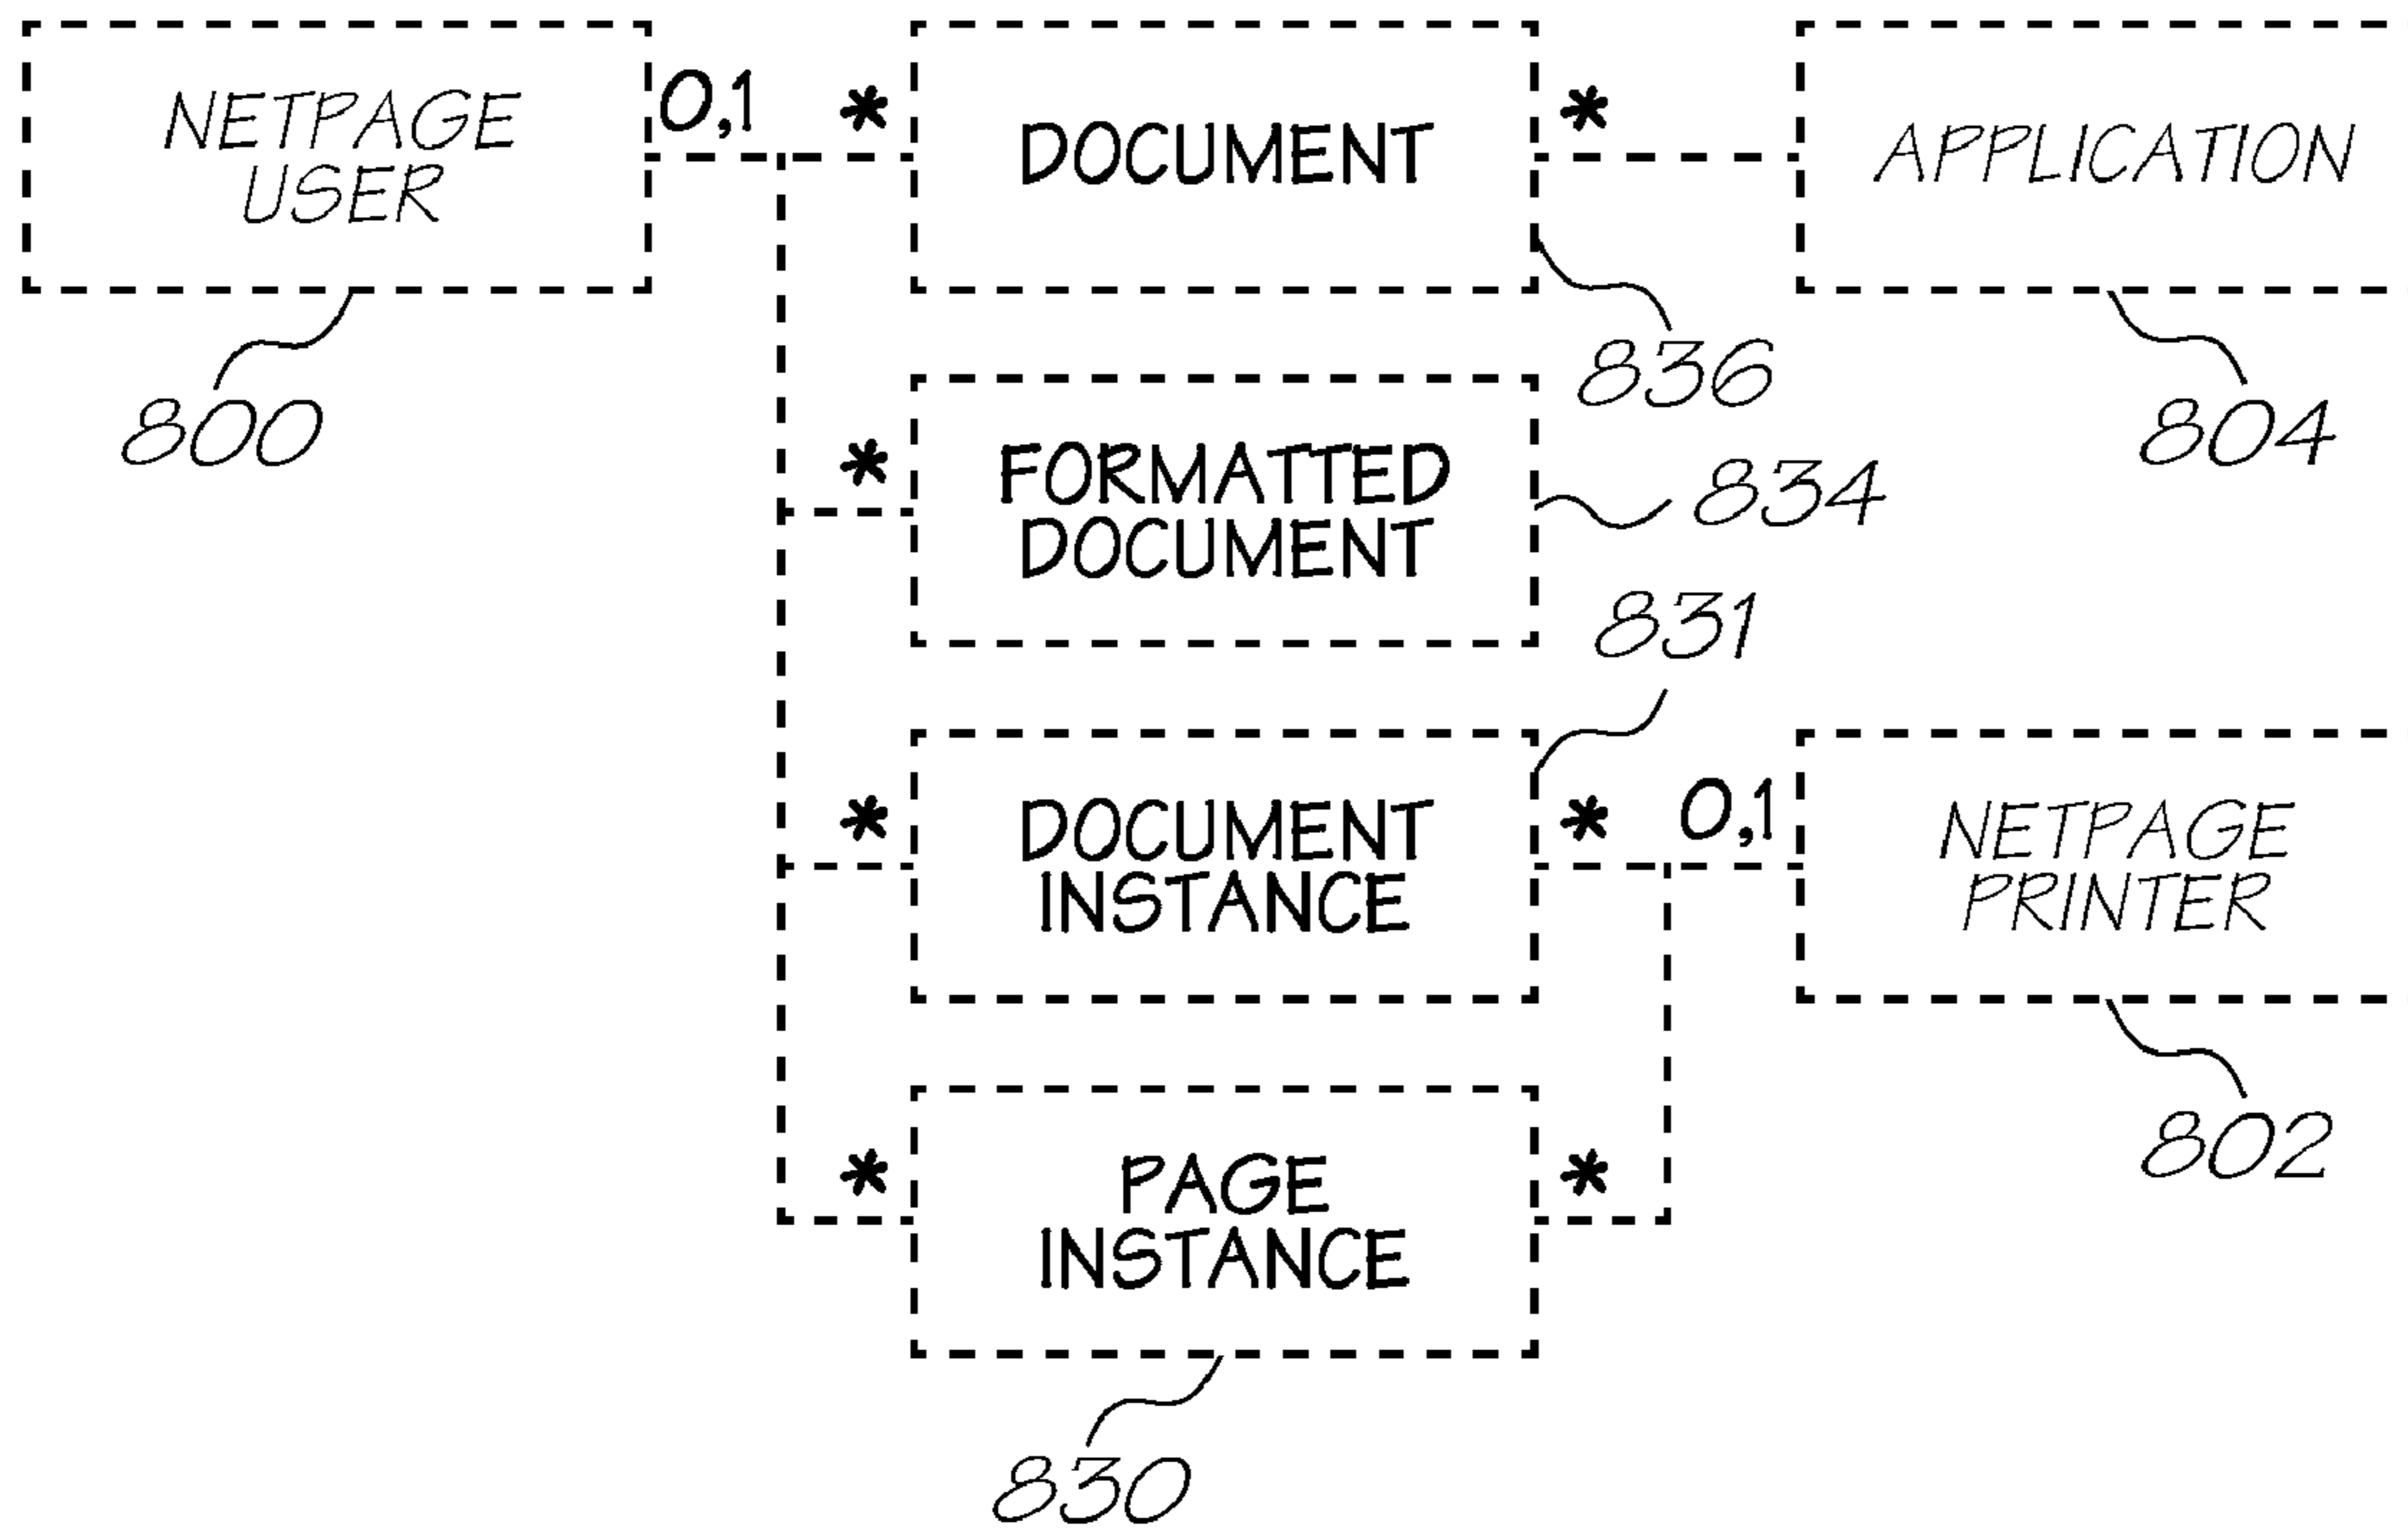 NETPAGE
USER
0,1
*
DOCUMENT
*
APPLICATION
800
836
804
*
FORMATTED
DOCUMENT
834
831
*
DOCUMENT
INSTANCE
*
0,1
NETPAGE
PRINTER
802
*
PAGE
INSTANCE
*
830